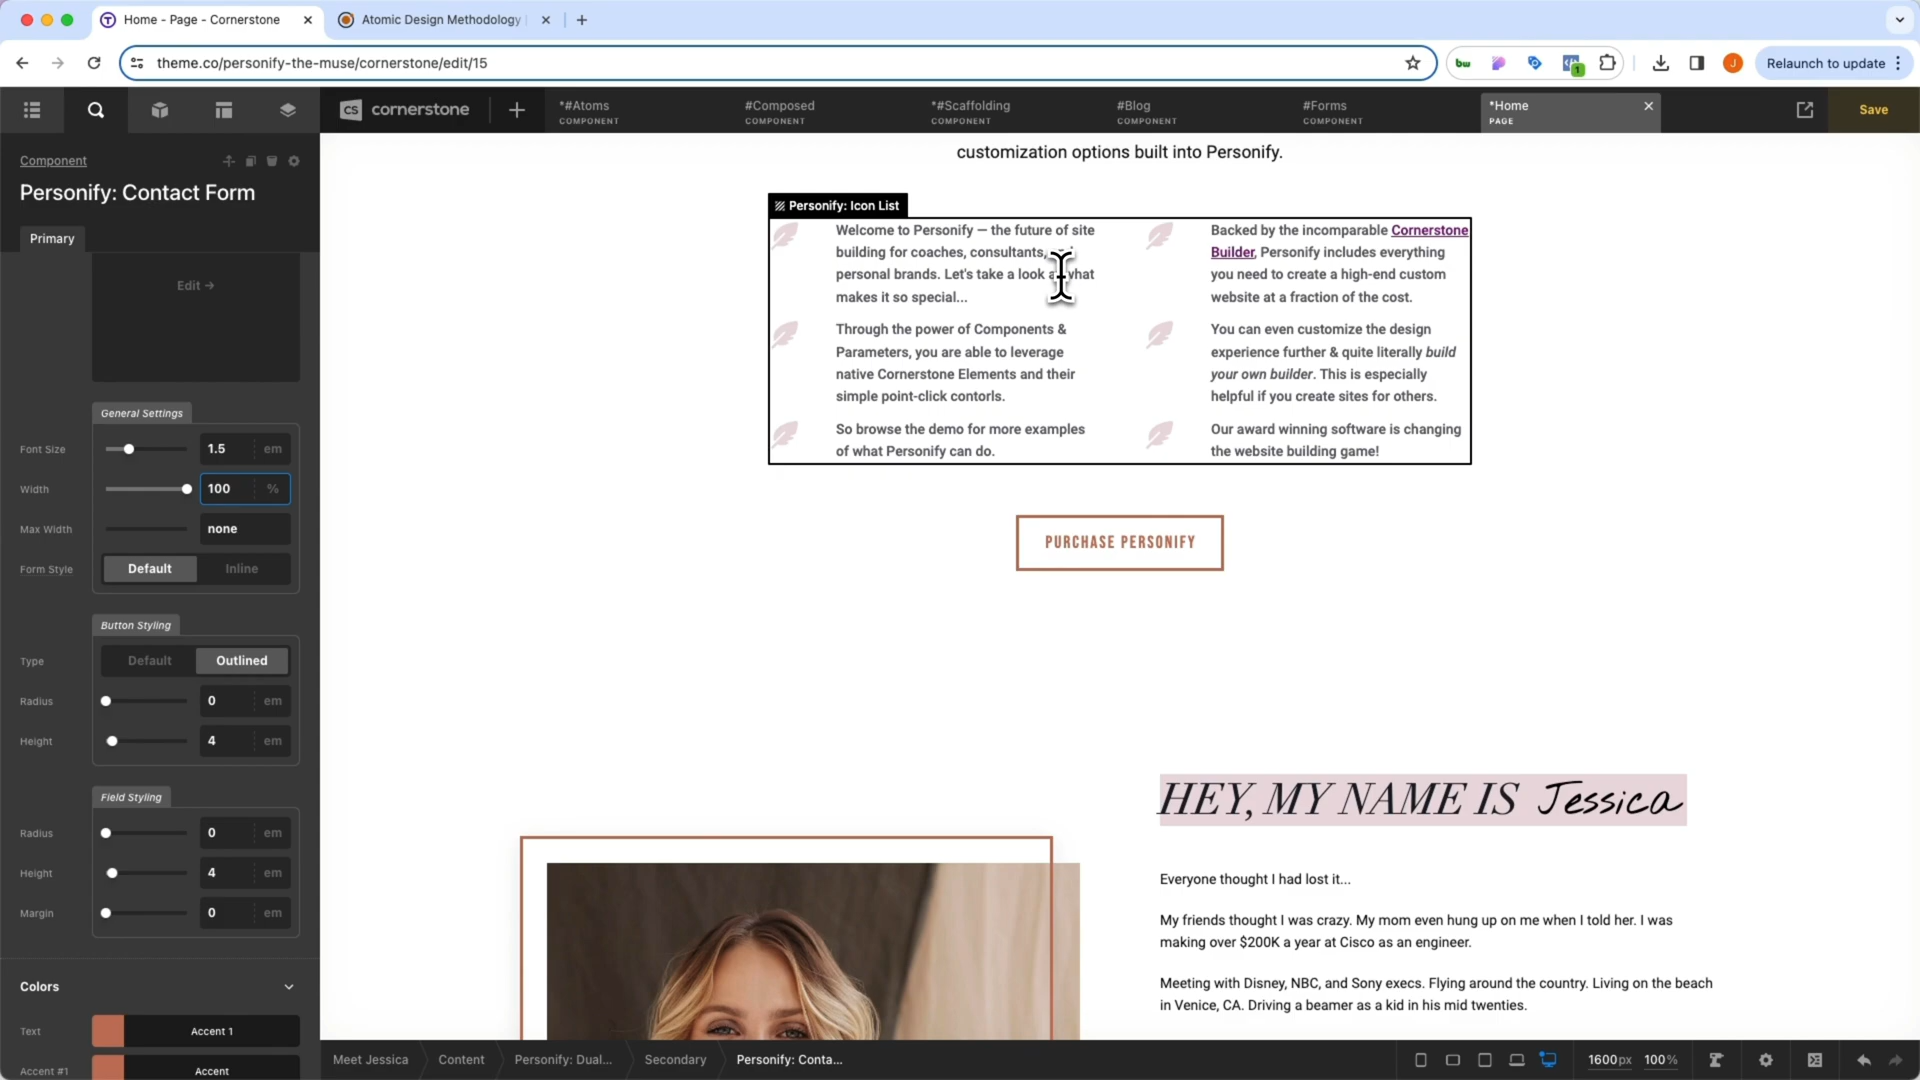 Home - Page - Cornerstone
Atomic Design Methodology
theme.co/personify-the-muse/cornerstone/edit/15
bw
1
J
Relaunch to update
CS cornerstone
*#Atoms
COMPONENT
#Composed
COMPONENT
*#Scaffolding
COMPONENT
#Blog
COMPONENT
#Forms
COMPONENT
*Home
PAGE
Save
Component
Personify: Contact Form
Primary
Edit →
General Settings
Font Size 1.5 em
Width 100 %
Max Width none
Form Style Default Inline
Button Styling
Type Default Outlined
Radius 0 em
Height 4 em
Field Styling
Radius 0 em
Height 4 em
Margin 0 em
Colors
Text Accent 1
Accent #1 Accent
customization options built into Personify.
Personify: Icon List
Welcome to Personify — the future of site
building for coaches, consultants,
personal brands. Let's take a look what
makes it so special...
Backed by the incomparable Cornerstone
Builder, Personify includes everything
you need to create a high-end custom
website at a fraction of the cost.
Through the power of Components &
Parameters, you are able to leverage
native Cornerstone Elements and their
simple point-click contorls.
You can even customize the design
experience further & quite literally build
your own builder. This is especially
helpful if you create sites for others.
So browse the demo for more examples
of what Personify can do.
Our award winning software is changing
the website building game!
PURCHASE PERSONIFY
HEY, MY NAME IS Jessica
Everyone thought I had lost it...
My friends thought I was crazy. My mom even hung up on me when I told her. I was
making over $200K a year at Cisco as an engineer.
Meeting with Disney, NBC, and Sony execs. Flying around the country. Living on the beach
in Venice, CA. Driving a beamer as a kid in his mid twenties.
Meet Jessica
Content
Personify: Dual...
Secondary
Personify: Conta...
1600px 100%